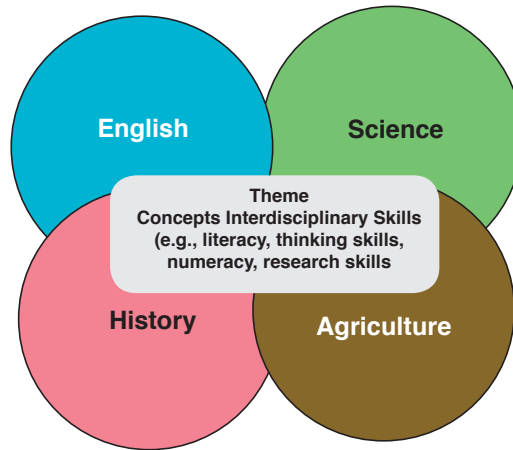 English
Science
Theme
Concepts Interdisciplinary Skills
(e.g., literacy, thinking skills,
numeracy, research skills
History
Agriculture